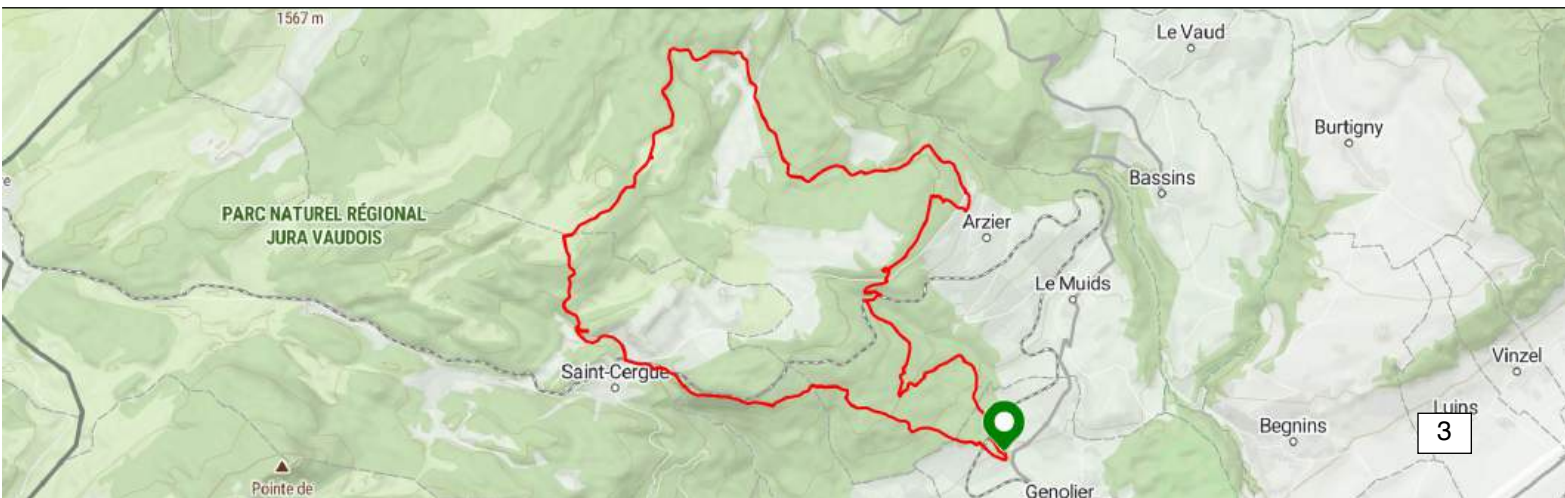 1567 m
Le Vaud
Burtigny
Bassins
e
PARC NATUREL RÉGIONAL
JURA VAUDOIS
Arzier
Le Muids
Vinzel
Saint-Cergue
Luins
3
Begnins
Pointe de
Genolier